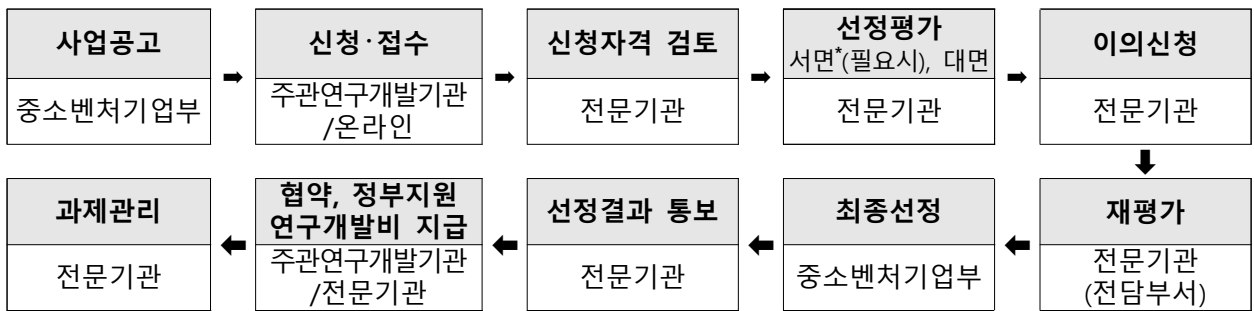 사업공고
중소벤처기업부
➡
신청·접수
주관연구개발기관
/온라인
➡
신청자격 검토
전문기관
➡
선정평가
서면*(필요시), 대면
전문기관
➡
이의신청
전문기관
⬇
과제관리
전문기관
⬅
협약, 정부지원
연구개발비 지급
주관연구개발기관
/전문기관
⬅
선정결과 통보
전문기관
⬅
최종선정
중소벤처기업부
⬅
재평가
전문기관
(전담부서)